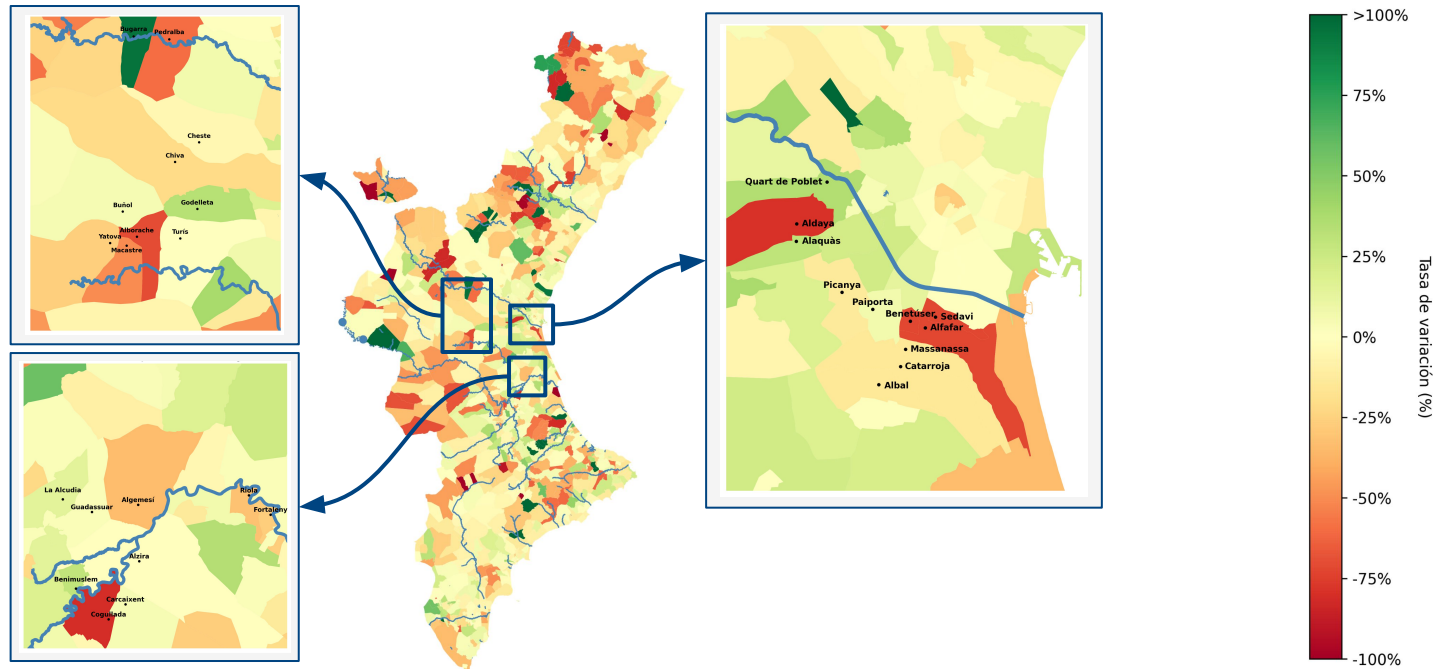 Bugarra
Pedralba
Cheste
Chiva
Buñol
Godelleta
Alborache
Yatova
Turís
Macastre
La Alcudia
Guadassuar
Algemesí
Riola
Fortaleny
Alzira
Benimuslem
Carcaixent
Cogullada
Quart de Poblet
Aldaya
Alaquàs
Picanya
Paiporta
Benetúser
Sedaví
Alfafar
Massanassa
Catarroja
Albal
>100%
75%
50%
25%
0%
-25%
-50%
-75%
-100%
Tasa de variación (%)